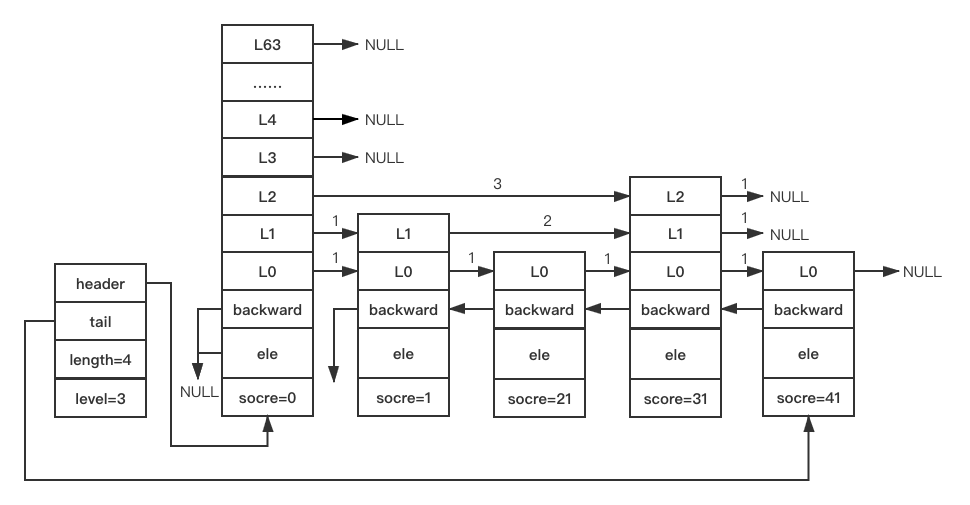 L63
NULL
......
L4
NULL
L3
NULL
L2
3
L2
1
NULL
L1
1
L1
2
L1
1
NULL
L0
1
L0
1
L0
1
L0
1
L0
NULL
header
backward
backward
backward
backward
backward
tail
length=4
ele
ele
ele
ele
ele
level=3
NULL
socre=0
socre=1
socre=21
score=31
socre=41